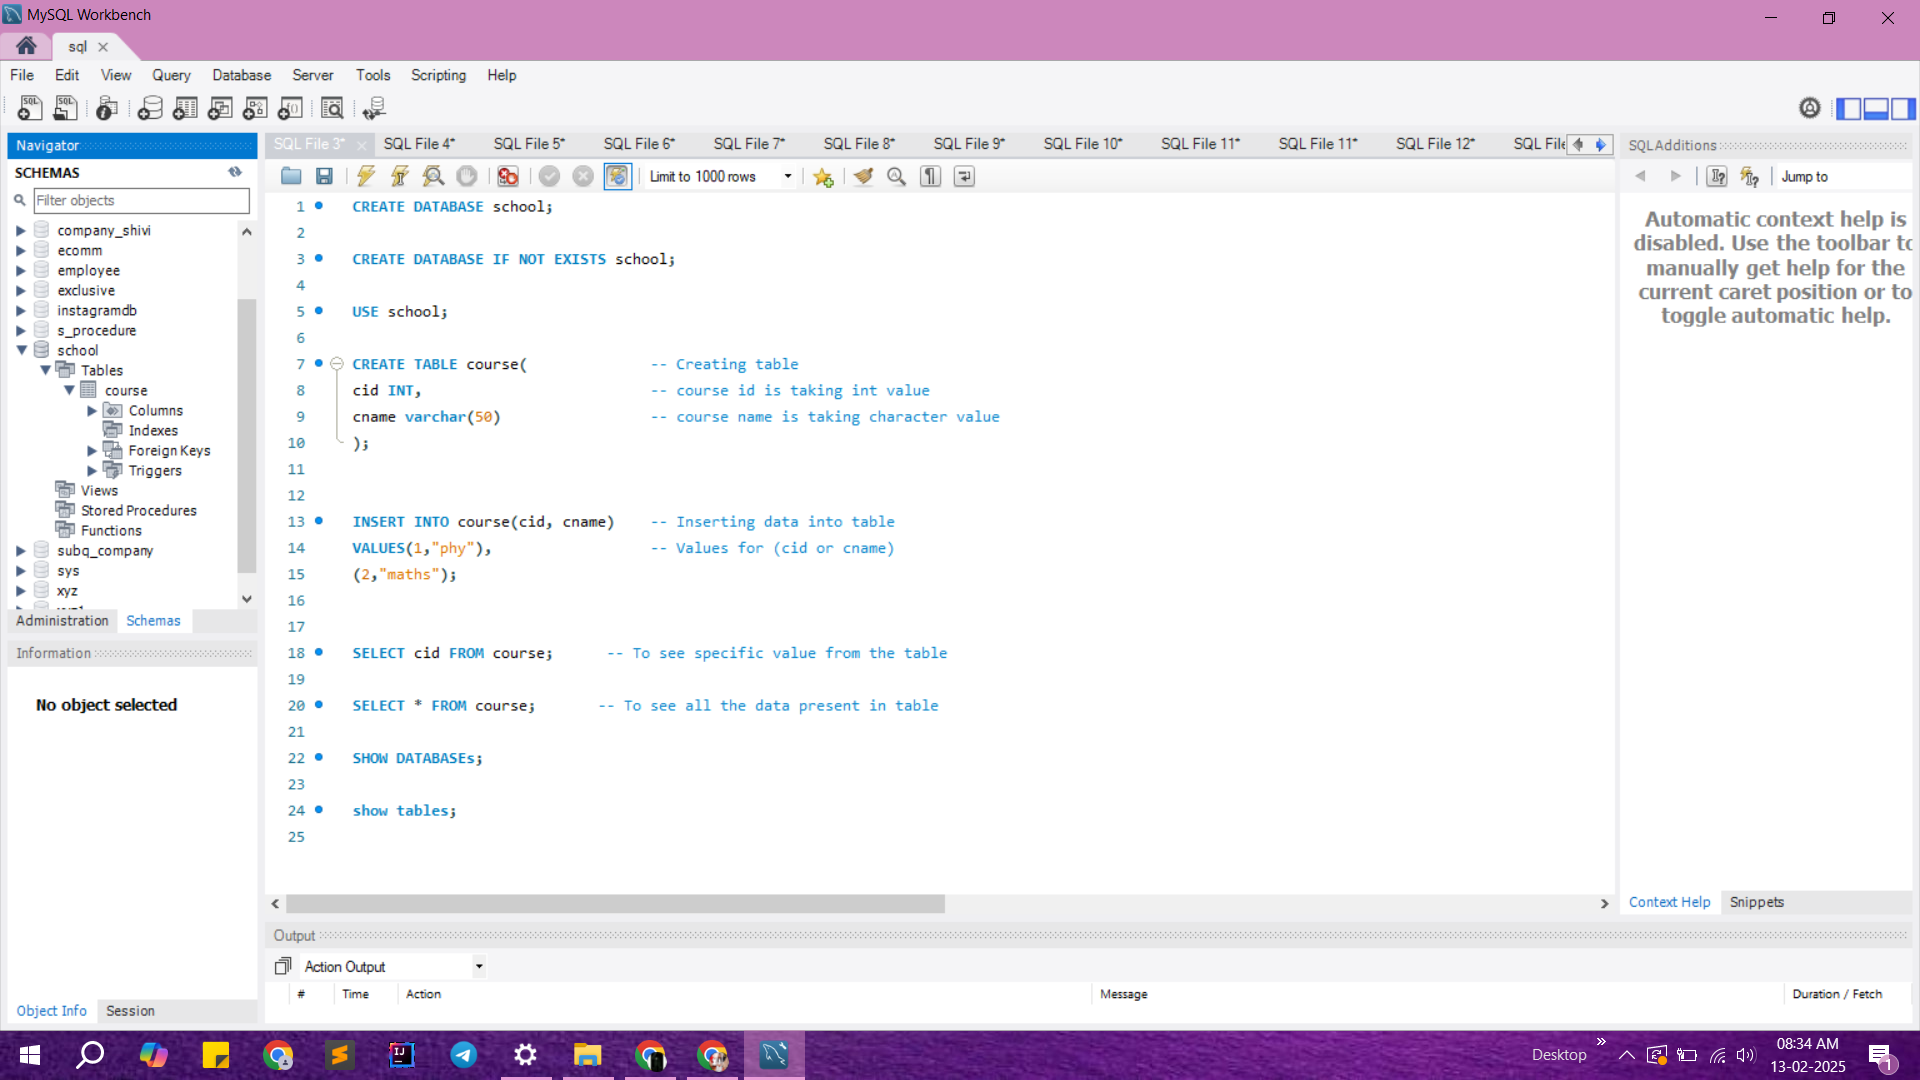 MySQL Workbench
sql
File Edit View Query Database Server Tools Scripting Help
Navigator
SCHEMAS
Filter objects
company_shivi
ecomm
employee
exclusive
instagramdb
s_procedure
school
Tables
course
Columns
Indexes
Foreign Keys
Triggers
Views
Stored Procedures
Functions
subq_company
sys
xyz
Administration Schemas
Information
No object selected
Object Info Session
SQL File 3* SQL File 4* SQL File 5* SQL File 6* SQL File 7* SQL File 8* SQL File 9* SQL File 10* SQL File 11* SQL File 11* SQL File 12* SQL File
Limit to 1000 rows
1 CREATE DATABASE school;
2
3 CREATE DATABASE IF NOT EXISTS school;
4
5 USE school;
6
7 CREATE TABLE course( -- Creating table
8 cid INT, -- course id is taking int value
9 cname varchar(50) -- course name is taking character value
10 );
11
12
13 INSERT INTO course(cid, cname) -- Inserting data into table
14 VALUES(1,"phy"), -- Values for (cid or cname)
15 (2,"maths");
16
17
18 SELECT cid FROM course; -- To see specific value from the table
19
20 SELECT * FROM course; -- To see all the data present in table
21
22 SHOW DATABASEs;
23
24 show tables;
25
SQLAdditions
Jump to
Automatic context help is
disabled. Use the toolbar to
manually get help for the
current caret position or to
toggle automatic help.
Context Help Snippets
Output
Action Output
# Time Action Message Duration / Fetch
Desktop
08:34 AM
13-02-2025
1